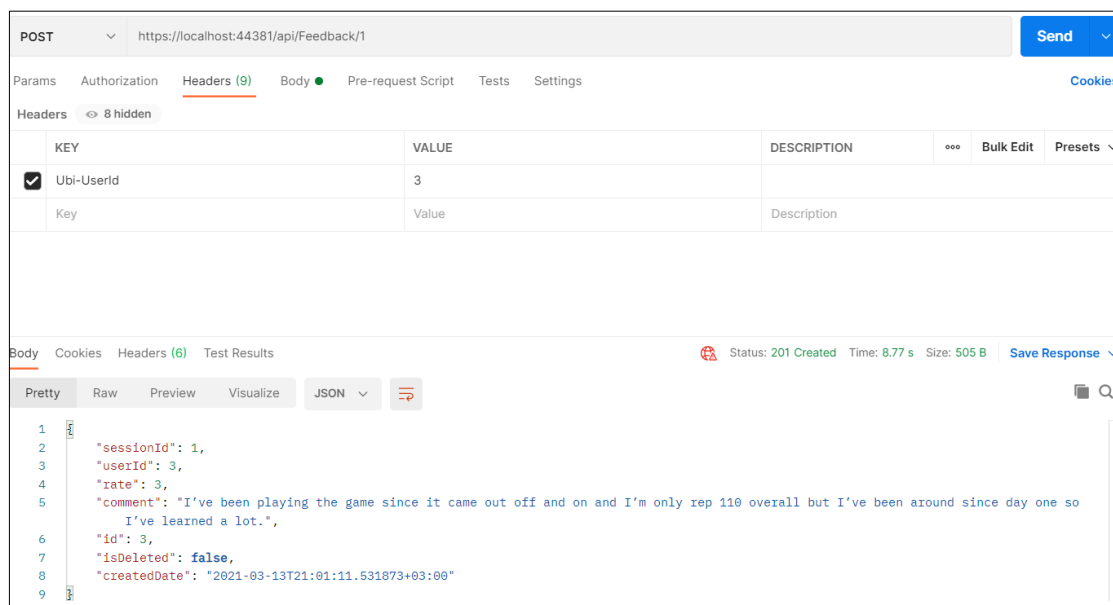 POST https://localhost:44381/api/Feedback/1 Send
Params Authorization Headers (9) Body Pre-request Script Tests Settings Cookies
Headers 8 hidden
KEY VALUE DESCRIPTION ooo Bulk Edit Presets
Ubi-UserId 3
Key Value Description
Body Cookies Headers (6) Test Results Status: 201 Created Time: 8.77 s Size: 505 B Save Response
Pretty Raw Preview Visualize JSON
1 {
2 "sessionId": 1,
3 "userId": 3,
4 "rate": 3,
5 "comment": "I’ve been playing the game since it came out off and on and I’m only rep 110 overall but I’ve been around since day one so
I’ve learned a lot.",
6 "id": 3,
7 "isDeleted": false,
8 "createdDate": "2021-03-13T21:01:11.531873+03:00"
9 }